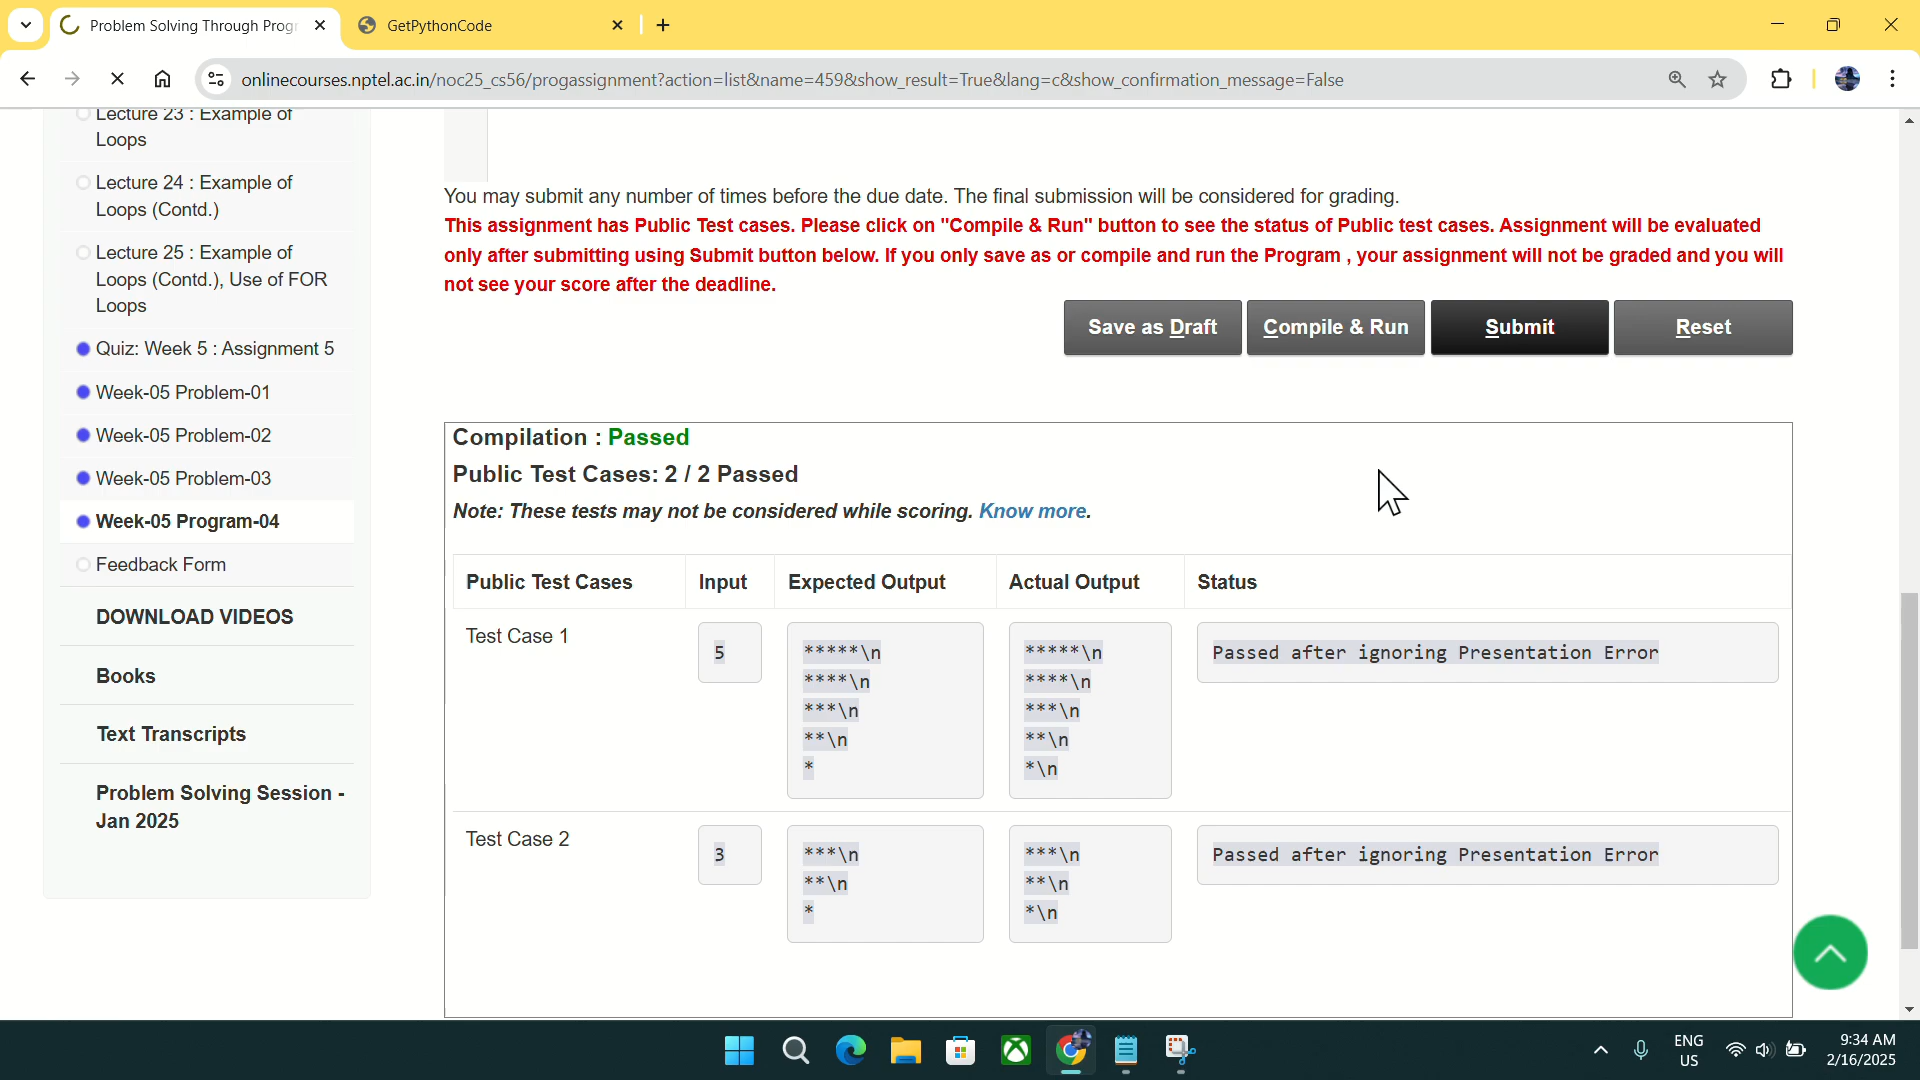 Problem Solving Through Progr
GetPythonCode
onlinecourses.nptel.ac.in/noc25_cs56/progassignment?action=list&name=459&show_result=True&lang=c&show_confirmation_message=False
Lecture 23 : Example of
Loops
Lecture 24 : Example of
Loops (Contd.)
Lecture 25 : Example of
Loops (Contd.), Use of FOR
Loops
Quiz: Week 5 : Assignment 5
Week-05 Problem-01
Week-05 Problem-02
Week-05 Problem-03
Week-05 Program-04
Feedback Form
DOWNLOAD VIDEOS
Books
Text Transcripts
Problem Solving Session -
Jan 2025
You may submit any number of times before the due date. The final submission will be considered for grading.
This assignment has Public Test cases. Please click on "Compile & Run" button to see the status of Public test cases. Assignment will be evaluated
only after submitting using Submit button below. If you only save as or compile and run the Program , your assignment will not be graded and you will
not see your score after the deadline.
Save as Draft
Compile & Run
Submit
Reset
Compilation : Passed
Public Test Cases: 2 / 2 Passed
Note: These tests may not be considered while scoring. Know more.
Public Test Cases
Input
Expected Output
Actual Output
Status
Test Case 1
5
*****\n
****\n
***\n
**\n
*
*****\n
****\n
***\n
**\n
*\n
Passed after ignoring Presentation Error
Test Case 2
3
***\n
**\n
*
***\n
**\n
*\n
Passed after ignoring Presentation Error
ENG
US
9:34 AM
2/16/2025